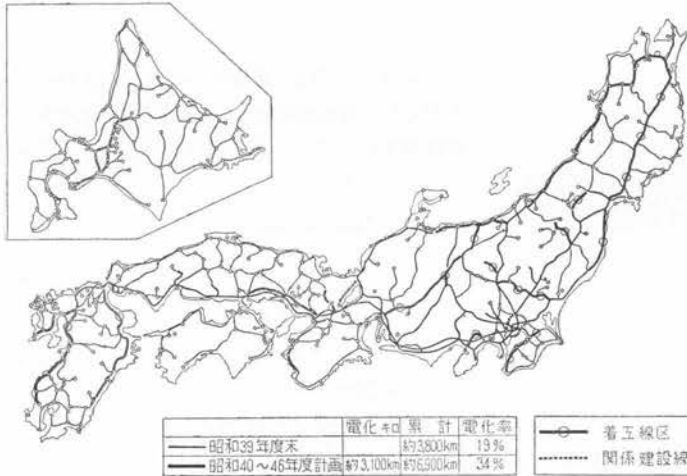 電化キロ 累計 電化率
昭和39年度末 約3,800km 19%
昭和40～46年度計画 約3,100km 約6,900km 34%
着工線区
関係建設線